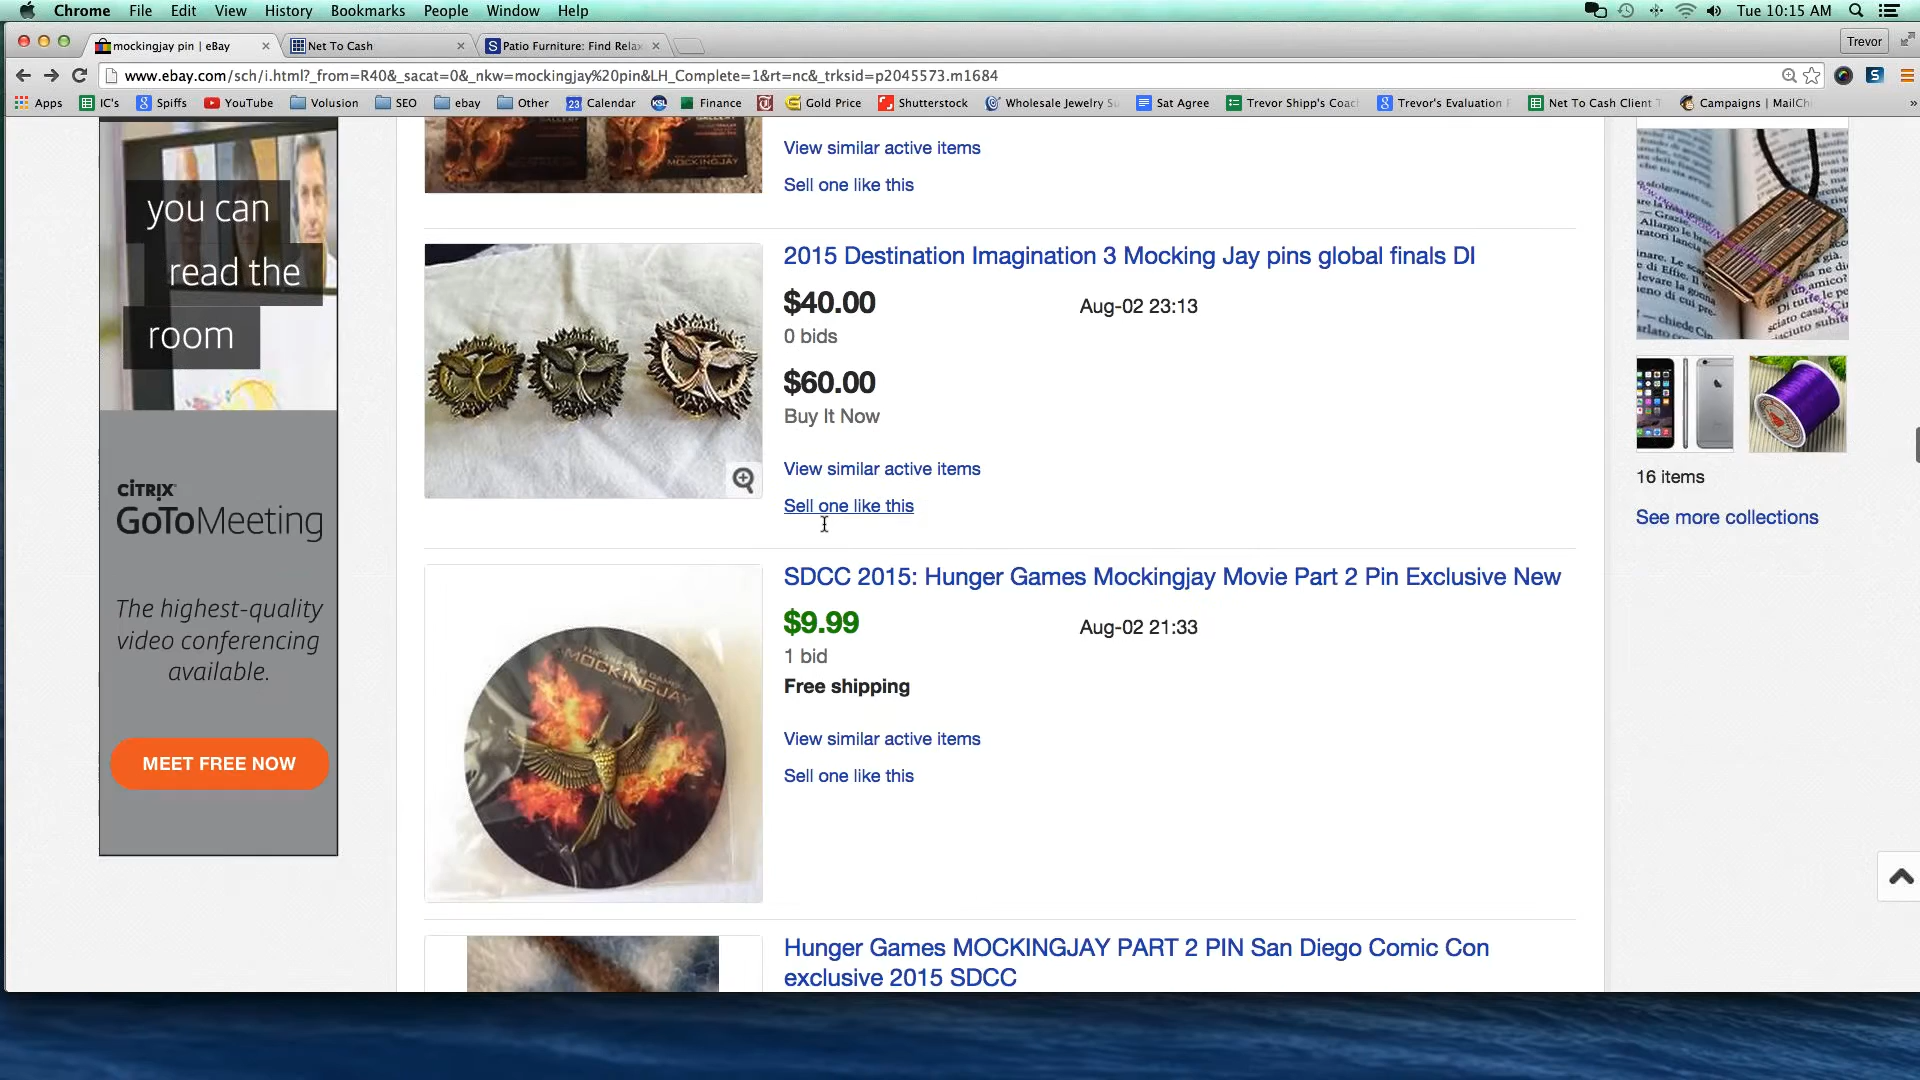 Chrome File Edit View History Bookmarks People Window Help Tue 10:15 AM
mockingjay pin | eBay Net To Cash Patio Furniture: Find Relax Trevor
www.ebay.com/sch/i.html?_from=R40&_sacat=0&_nkw=mockingjay%20pin&LH_Complete=1&rt=nc&_trksid=p2045573.m1684
Apps IC's Spiffs YouTube Volusion SEO ebay Other 23 Calendar KSL Finance Gold Price Shutterstock Wholesale Jewelry Su Sat Agree Trevor Shipp's Coac Trevor's Evaluation Net To Cash Client Campaigns | MailChi »
you can
read the
room
CITRIX
GoToMeeting
The highest-quality
video conferencing
available.
MEET FREE NOW
MOCKINGJAY
View similar active items
Sell one like this
2015 Destination Imagination 3 Mocking Jay pins global finals DI
$40.00 Aug-02 23:13
0 bids
$60.00
Buy It Now
View similar active items
Sell one like this
SDCC 2015: Hunger Games Mockingjay Movie Part 2 Pin Exclusive New
$9.99 Aug-02 21:33
1 bid
Free shipping
View similar active items
Sell one like this
MOCKINGJAY
Hunger Games MOCKINGJAY PART 2 PIN San Diego Comic Con
exclusive 2015 SDCC
16 items
See more collections